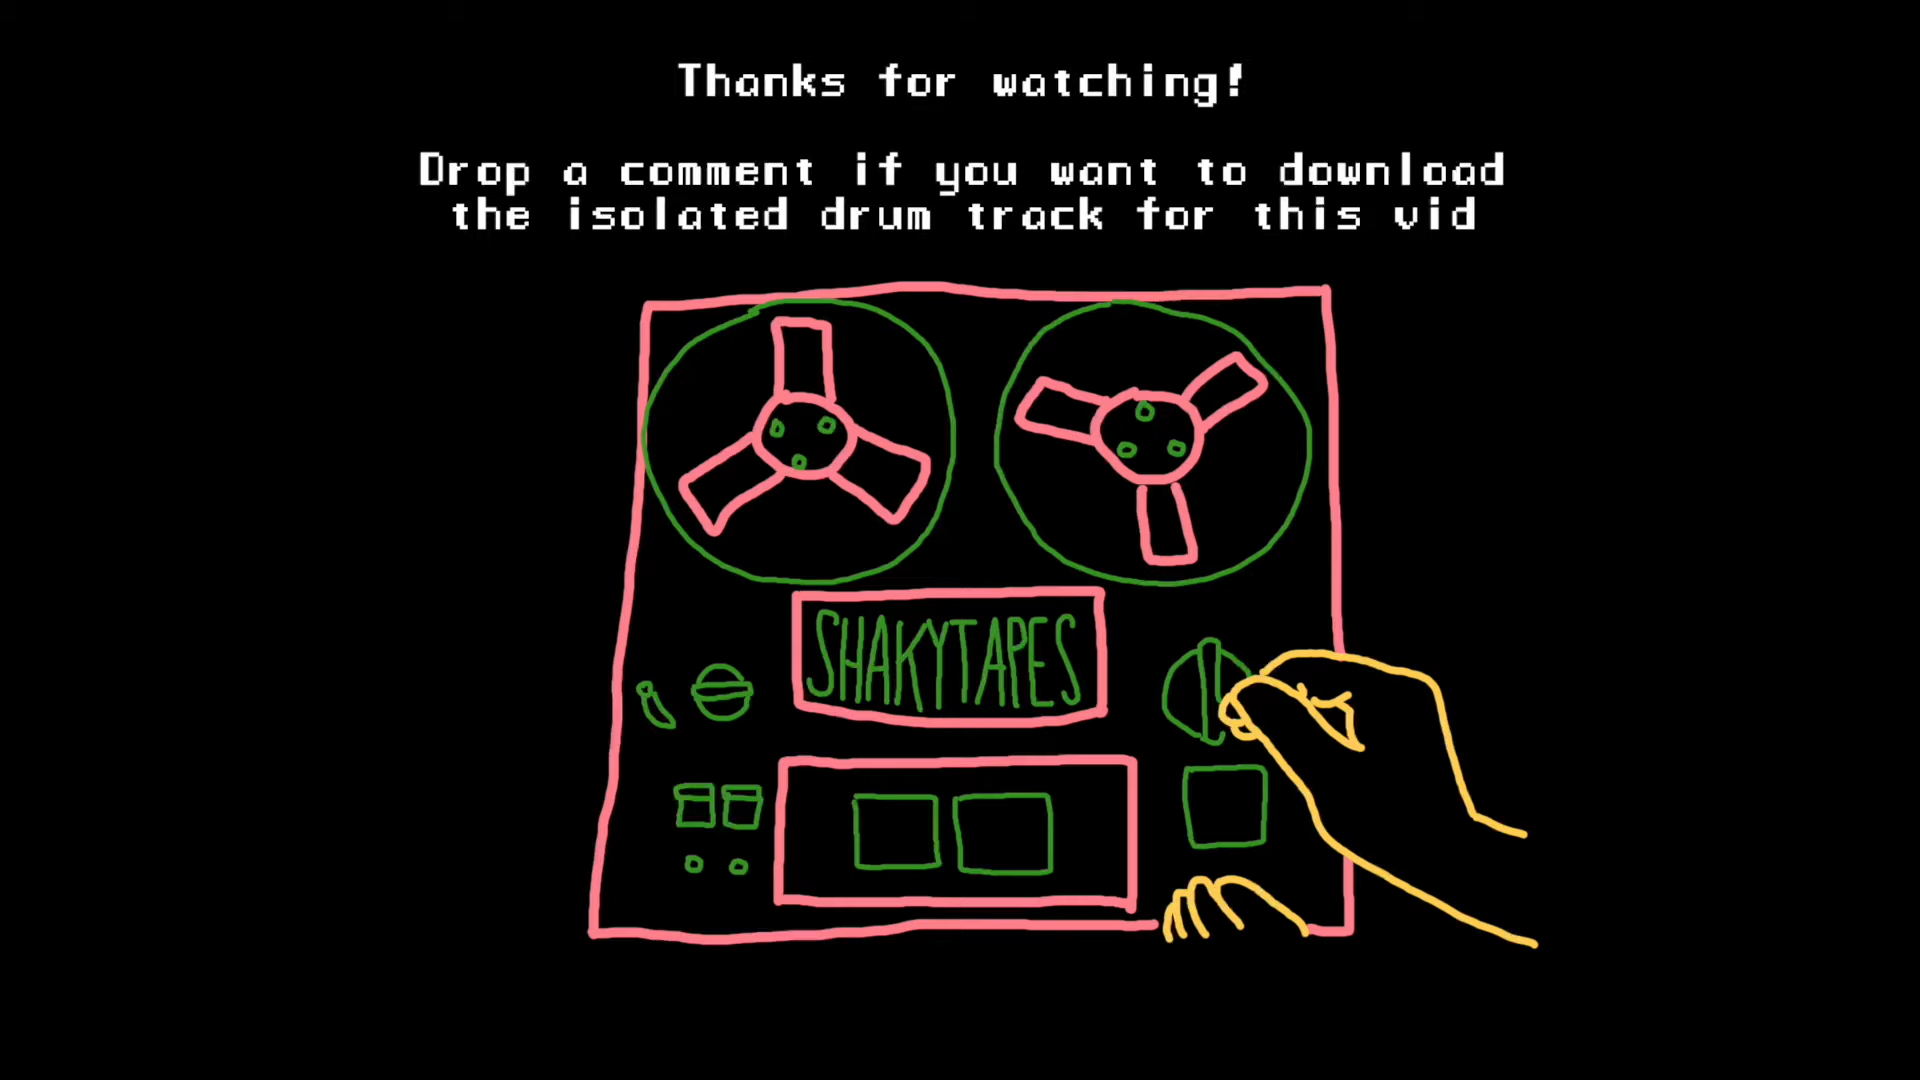 Thanks for watching!
Drop a comment if you want to download
the isolated drum track for this vid
SHAKYTAPES